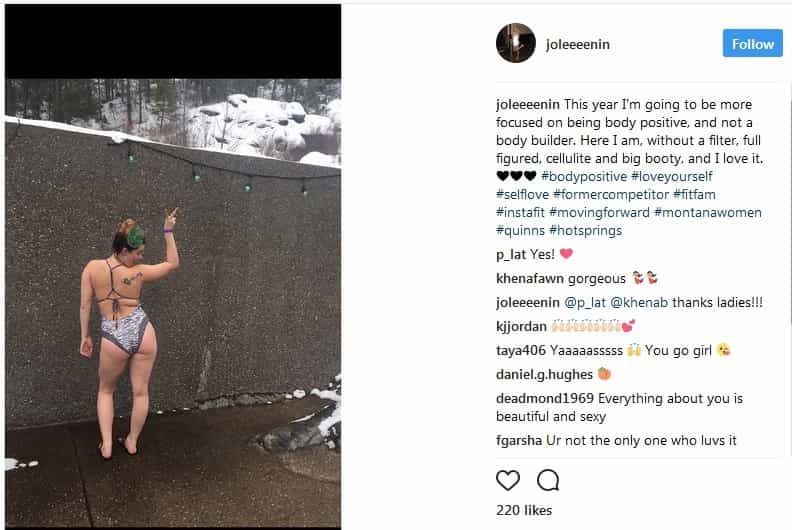 joleeeenin
Follow
joleeeenin This year I'm going to be more
focused on being body positive, and not a
body builder. Here I am, without a filter, full
figured, cellulite and big booty, and I love it.
🖤🖤🖤 #bodypositive #loveyourself
#selflove #formercompetitor #fitfam
#instafit #movingforward #montanawomen
#quinns #hotsprings
p_lat Yes! ❤
khenafawn gorgeous 👯👯
joleeeenin @p_lat @khenab thanks ladies!!!
kjjordan 🙌🏻🙌🏻🙌🏻🙌🏻🙌🏻💕
taya406 Yaaaaasssss 🙌 You go girl 😘
daniel.g.hughes 🍑
deadmond1969 Everything about you is
beautiful and sexy
fgarsha Ur not the only one who luvs it
220 likes